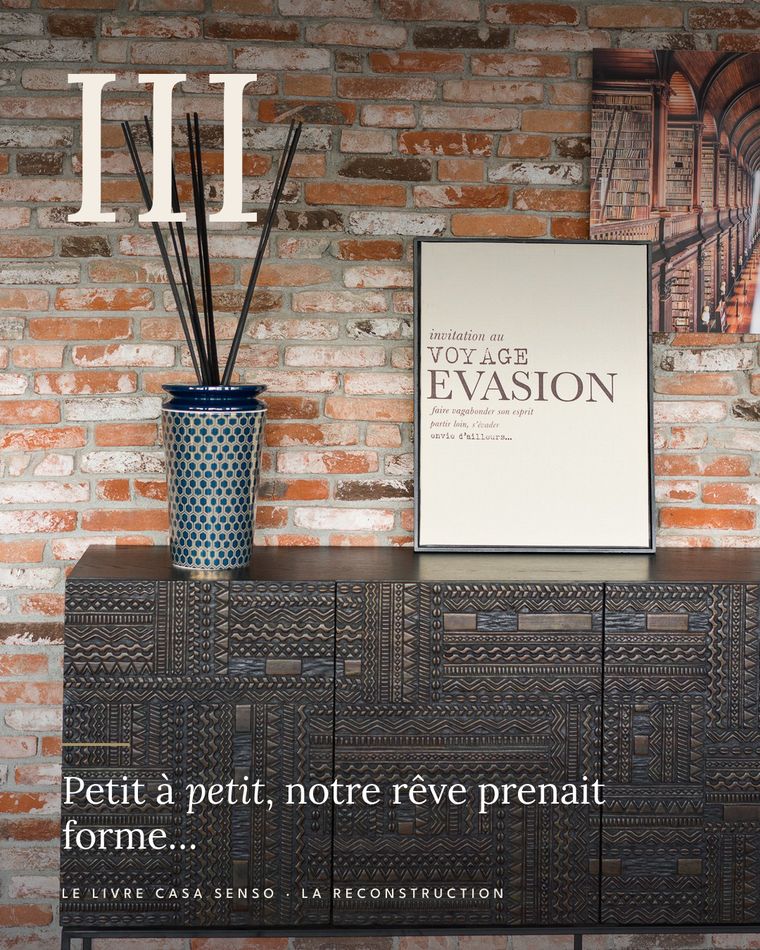 III
invitation au
VOYAGE
EVASION
faire vagabonder son esprit
partir loin, s'évader
envie d'ailleurs...
Petit à petit, notre rêve prenait
forme...
LE LIVRE CASA SENSO · LA RECONSTRUCTION